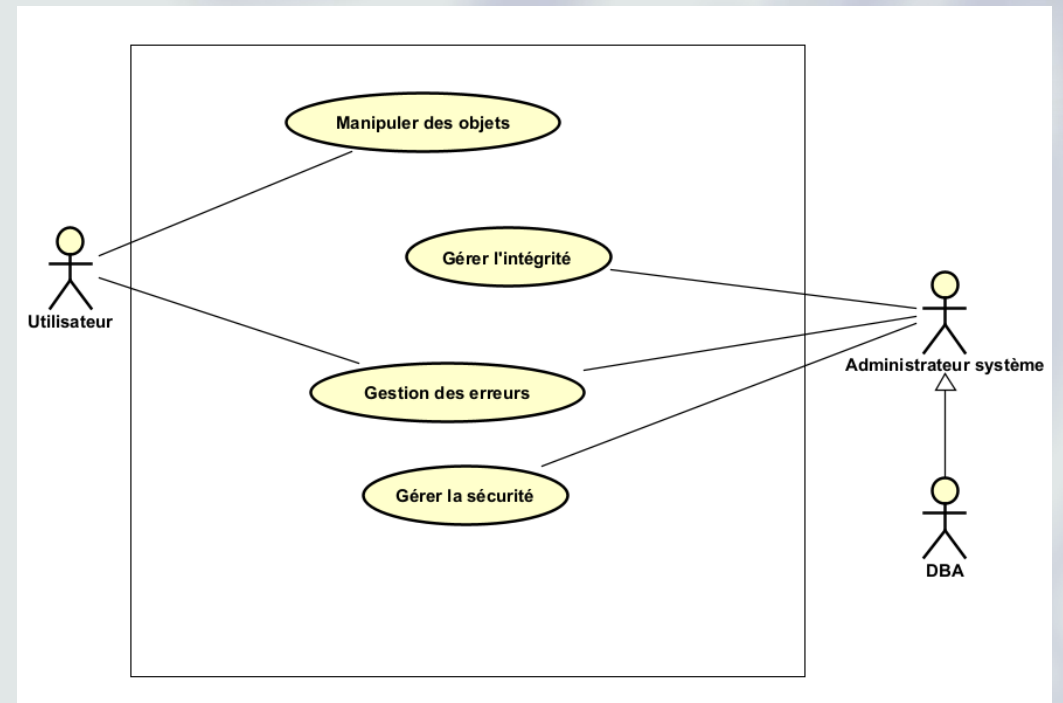 Manipuler des objets
Gérer l'intégrité
Utilisateur
Administrateur système
Gestion des erreurs
Gérer la sécurité
DBA